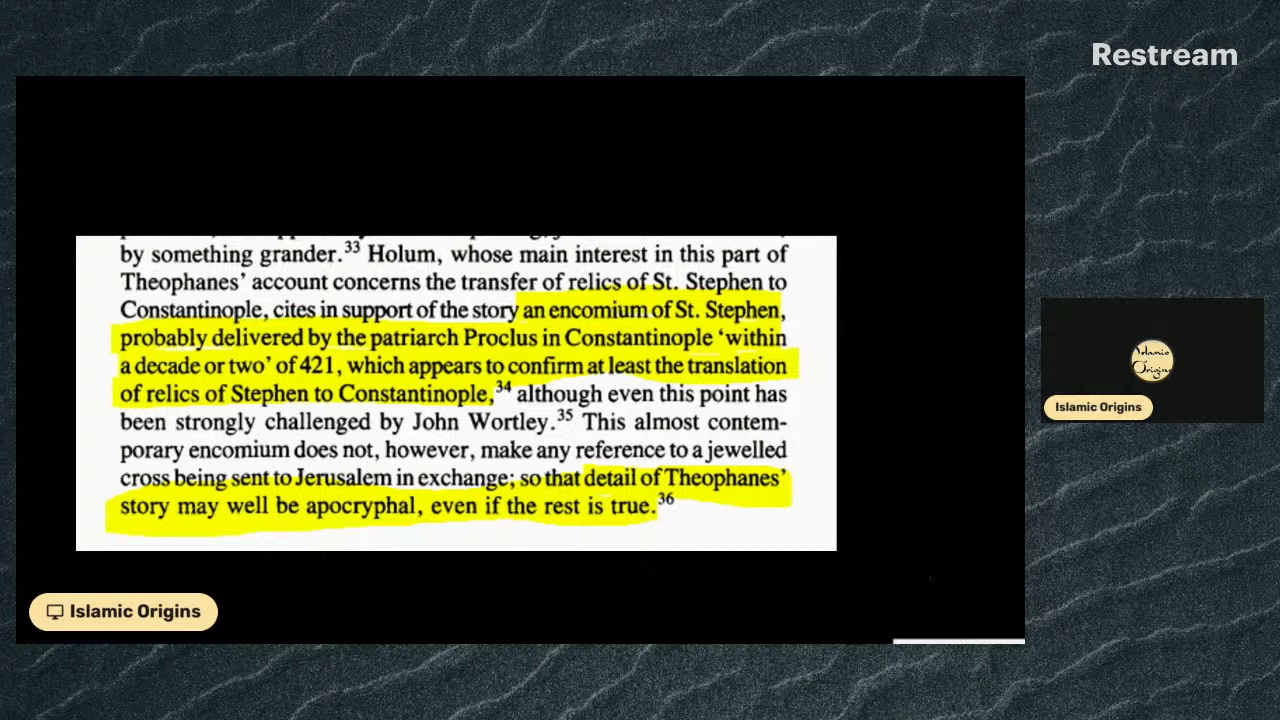 Restream
by something grander.33 Holum, whose main interest in this part of
Theophanes’ account concerns the transfer of relics of St. Stephen to
Constantinople, cites in support of the story an encomium of St. Stephen,
probably delivered by the patriarch Proclus in Constantinople ‘within
a decade or two’ of 421, which appears to confirm at least the translation
of relics of Stephen to Constantinople,34 although even this point has
been strongly challenged by John Wortley.35 This almost contem-
porary encomium does not, however, make any reference to a jewelled
cross being sent to Jerusalem in exchange; so that detail of Theophanes’
story may well be apocryphal, even if the rest is true.36
Islamic Origins
Islamic
Origins
Islamic Origins